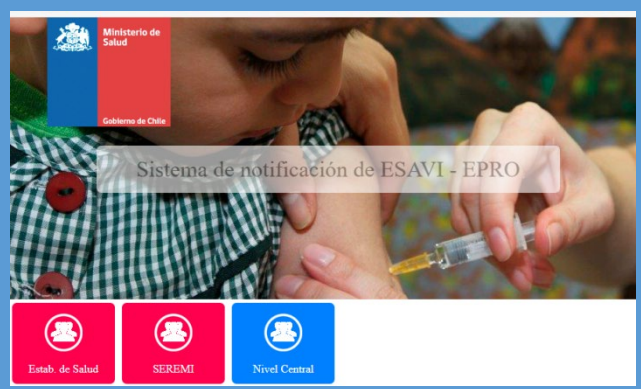 Ministerio de
Salud
Gobierno de Chile
Sistema de notificación de ESAVI - EPRO
Estab. de Salud
SEREMI
Nivel Central